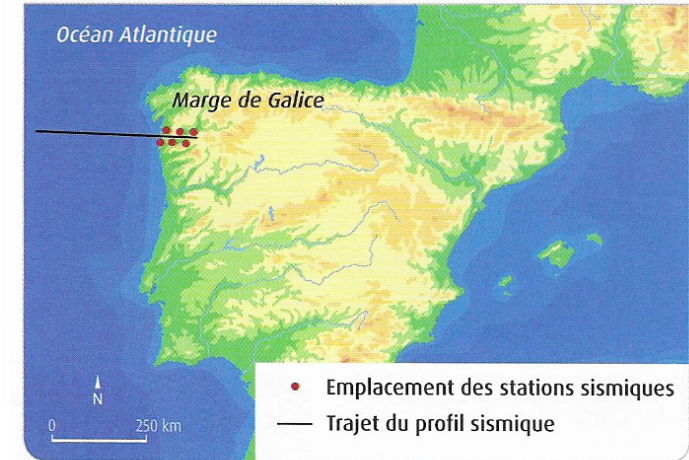 Océan Atlantique
Marge de Galice
N
0 250 km
Emplacement des stations sismiques
Trajet du profil sismique